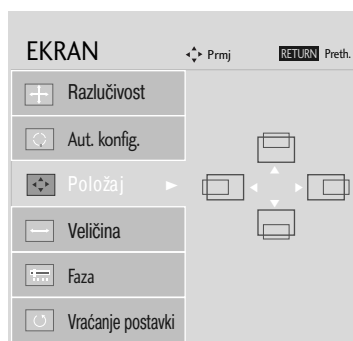 EKRAN Prmj RETURN Preth.
Razlučivost
Aut. konfig.
Položaj
Veličina
Faza
Vraćanje postavki